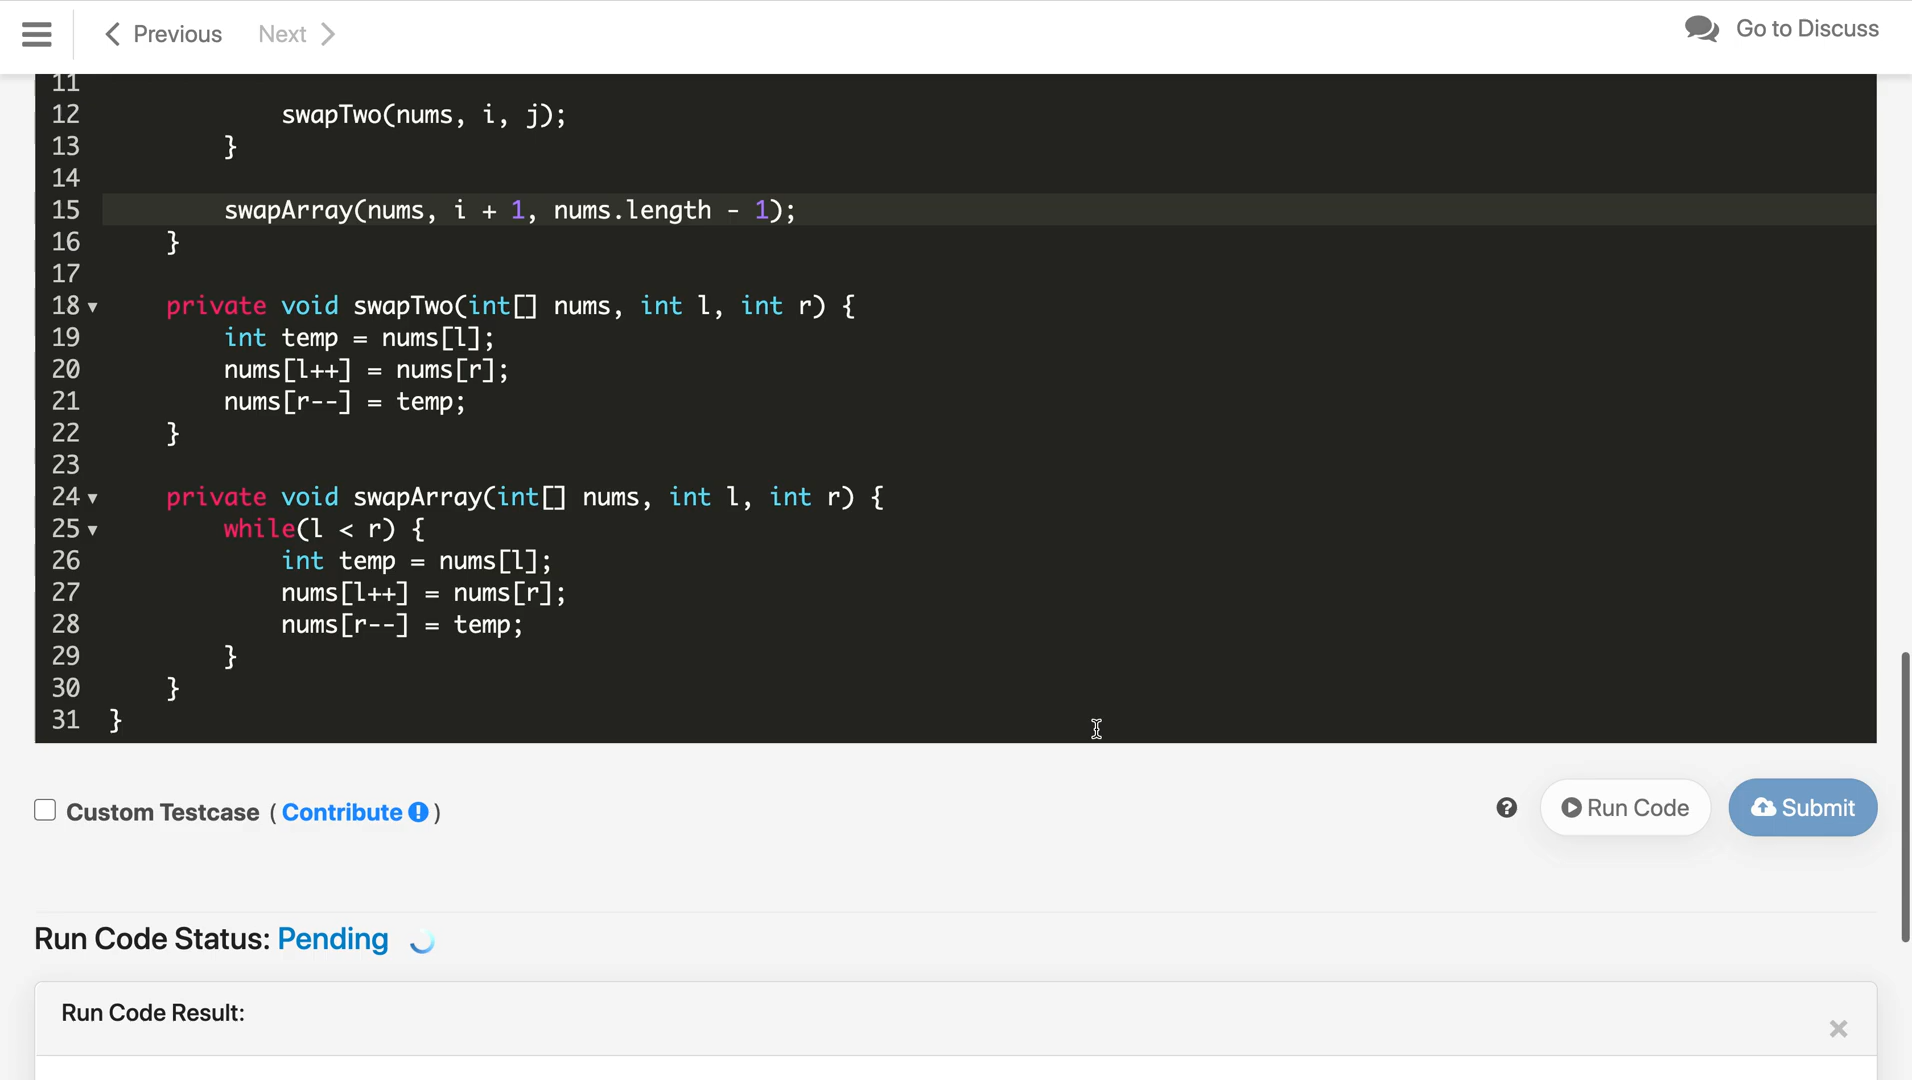 Previous
Next
Go to Discuss
11
12 swapTwo(nums, i, j);
13 }
14
15 swapArray(nums, i + 1, nums.length - 1);
16 }
17
18 private void swapTwo(int[] nums, int l, int r) {
19 int temp = nums[l];
20 nums[l++] = nums[r];
21 nums[r--] = temp;
22 }
23
24 private void swapArray(int[] nums, int l, int r) {
25 while(l < r) {
26 int temp = nums[l];
27 nums[l++] = nums[r];
28 nums[r--] = temp;
29 }
30 }
31 }
Custom Testcase ( Contribute ! )
? Run Code
Submit
Run Code Status: Pending
Run Code Result:
×